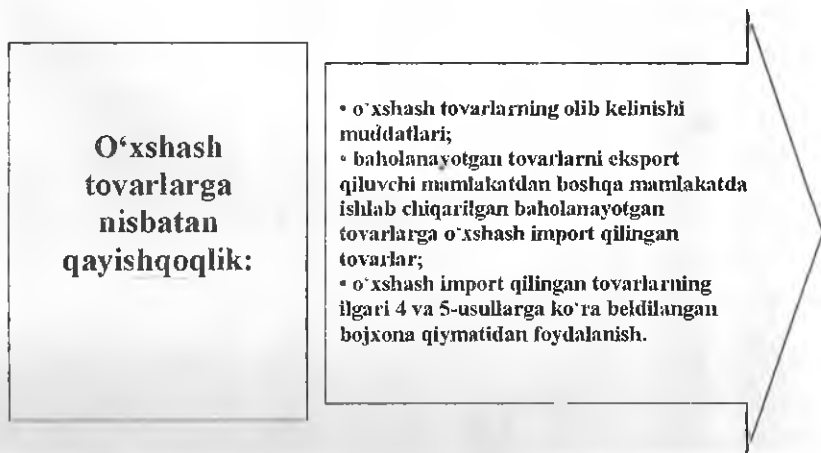 O‘xshash
tovarlarga
nisbatan
qayishqoqlik:
• o‘xshash tovarlarning olib kelinishi
muddatlari;
• baholanayotgan tovarlarni eksport
qiluvchi mamlakatdan boshqa mamlakatda
ishlab chiqarilgan baholanayotgan
tovarlarga o‘xshash import qilingan
tovarlar;
• o‘xshash import qilingan tovarlarning
ilgari 4 va 5-usullarga ko‘ra beldilangan
bojxona qiymatidan foydalanish.